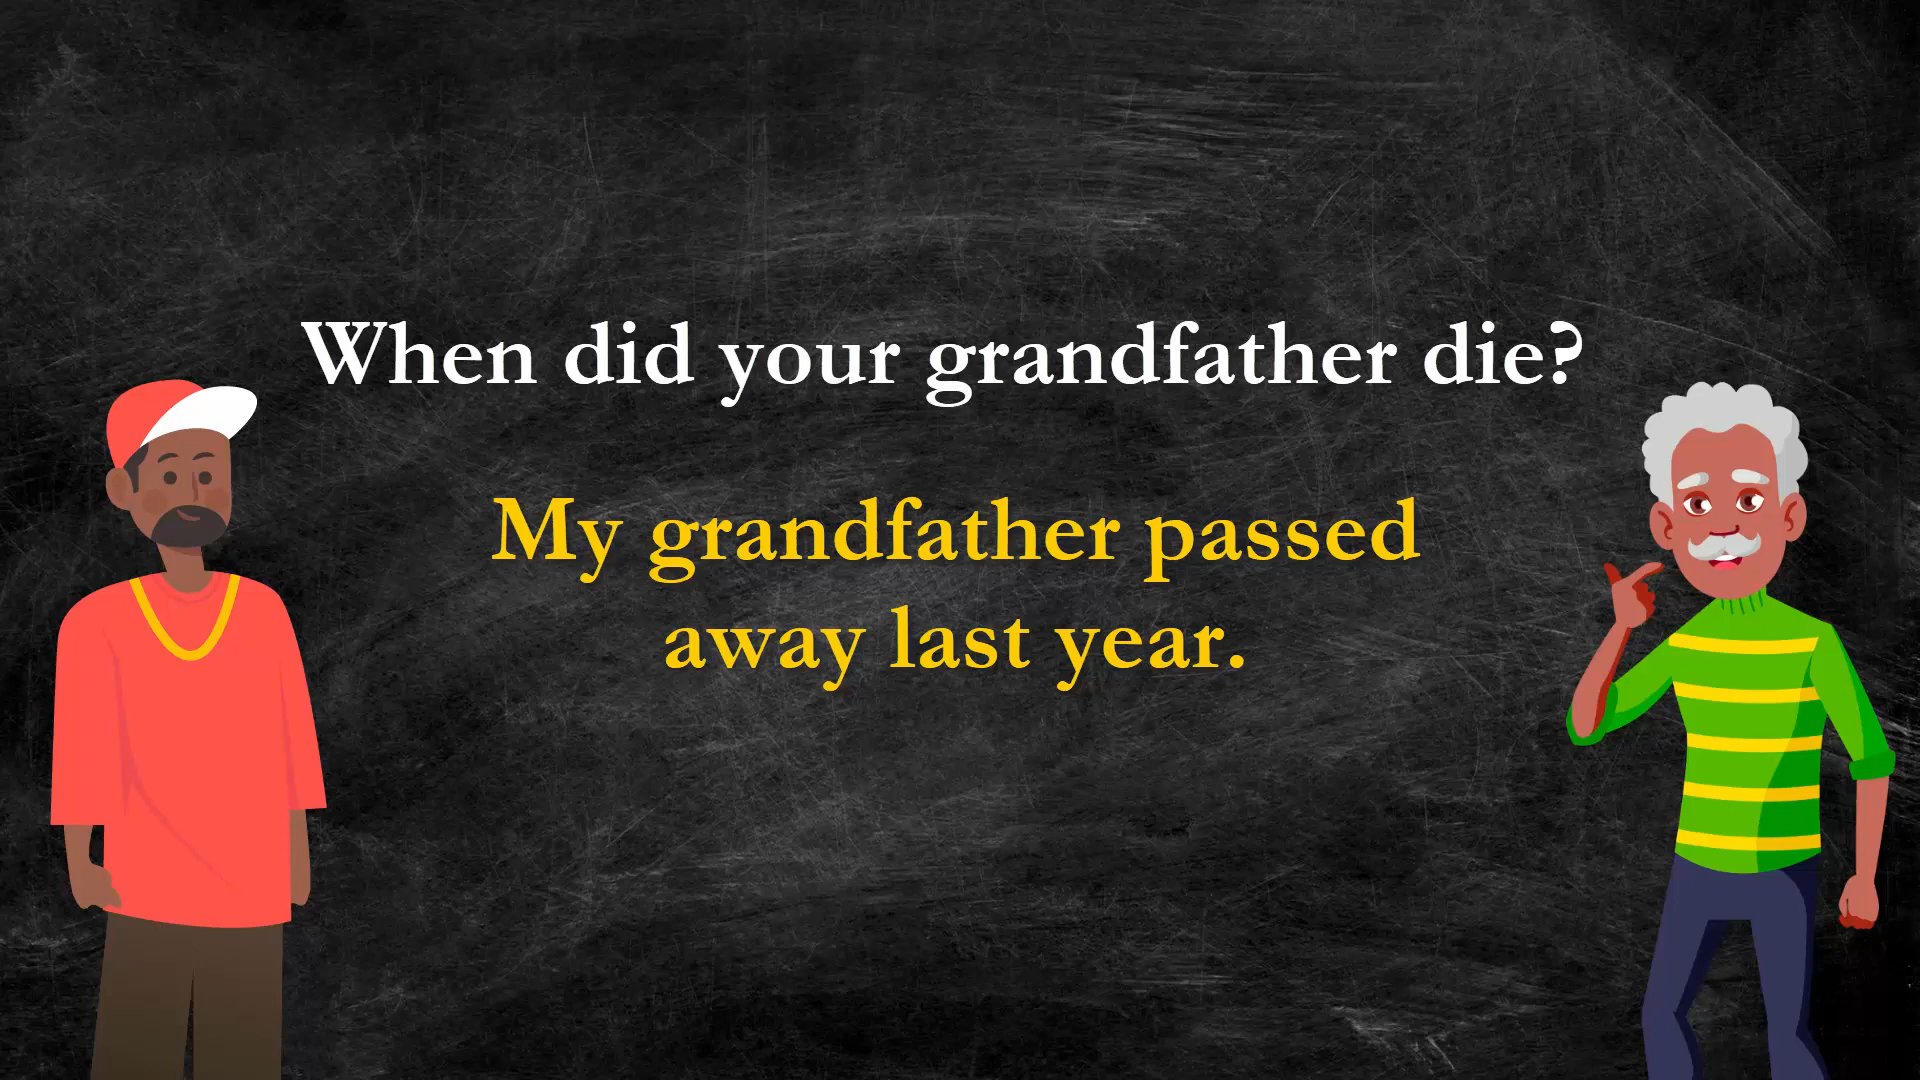 When did your grandfather die?
My grandfather passed
away last year.